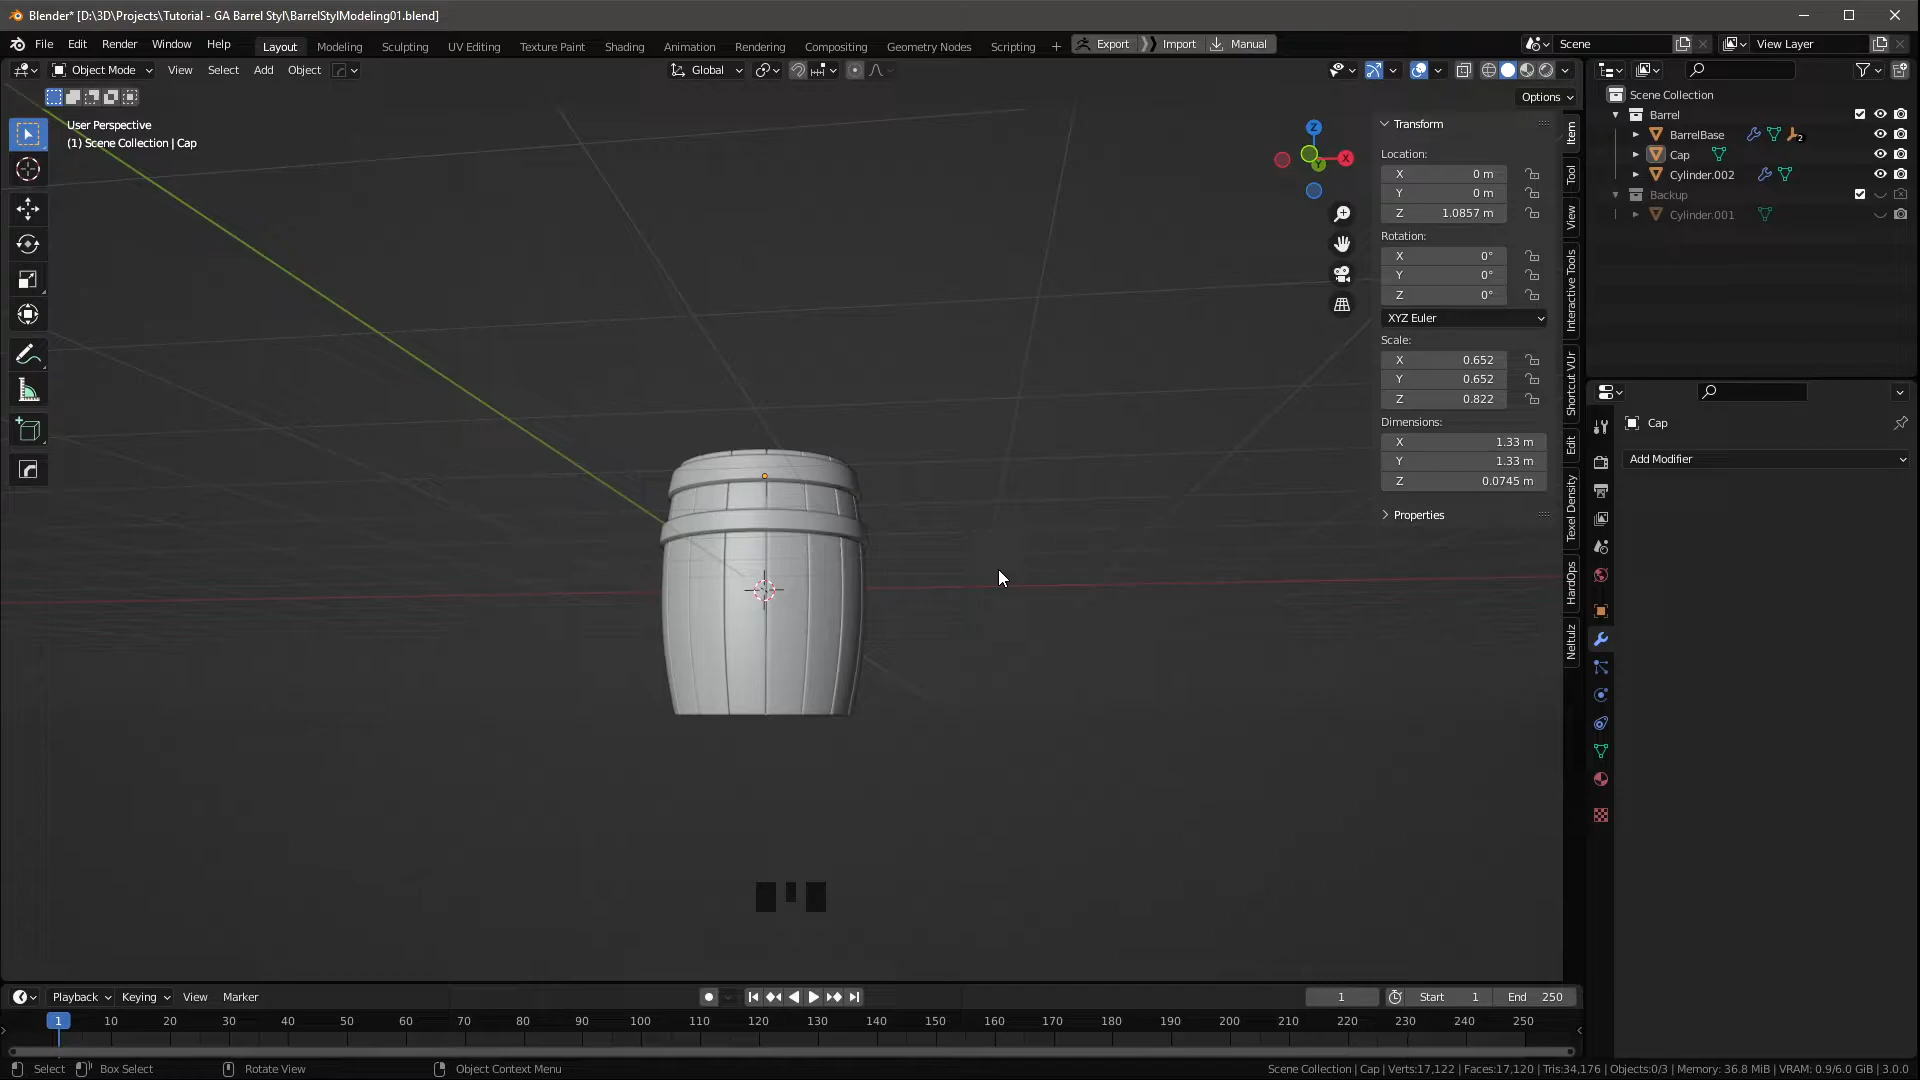 Blender* [D:\3D\Projects\Tutorial - GA Barrel Styl\BarrelStylModeling01.blend]
File Edit Render Window Help Layout Modeling Sculpting UV Editing Texture Paint Shading Animation Rendering Compositing Geometry Nodes Scripting + Export Import Manual Scene View Layer
Object Mode View Select Add Object Global
Options
User Perspective
(1) Scene Collection | Cap
Z
X
Y
Transform
Location:
X 0 m
Y 0 m
Z 1.0857 m
Rotation:
X 0°
Y 0°
Z 0°
XYZ Euler
Scale:
X 0.652
Y 0.652
Z 0.822
Dimensions:
X 1.33 m
Y 1.33 m
Z 0.0745 m
Properties
Item
Tool
View
Interactive Tools
Shortcut VUr
Edit
Texel Density
HardOps
Neltulz
Scene Collection
Barrel
BarrelBase 2
Cap
Cylinder.002
Backup
Cylinder.001
Cap
Add Modifier
Playback Keying View Marker 1 Start 1 End 250
1 10 20 30 40 50 60 70 80 90 100 110 120 130 140 150 160 170 180 190 200 210 220 230 240 250
Select Box Select Rotate View Object Context Menu Scene Collection | Cap | Verts:17,122 | Faces:17,120 | Tris:34,176 | Objects:0/3 | Memory: 36.8 MiB | VRAM: 0.9/6.0 GiB | 3.0.0